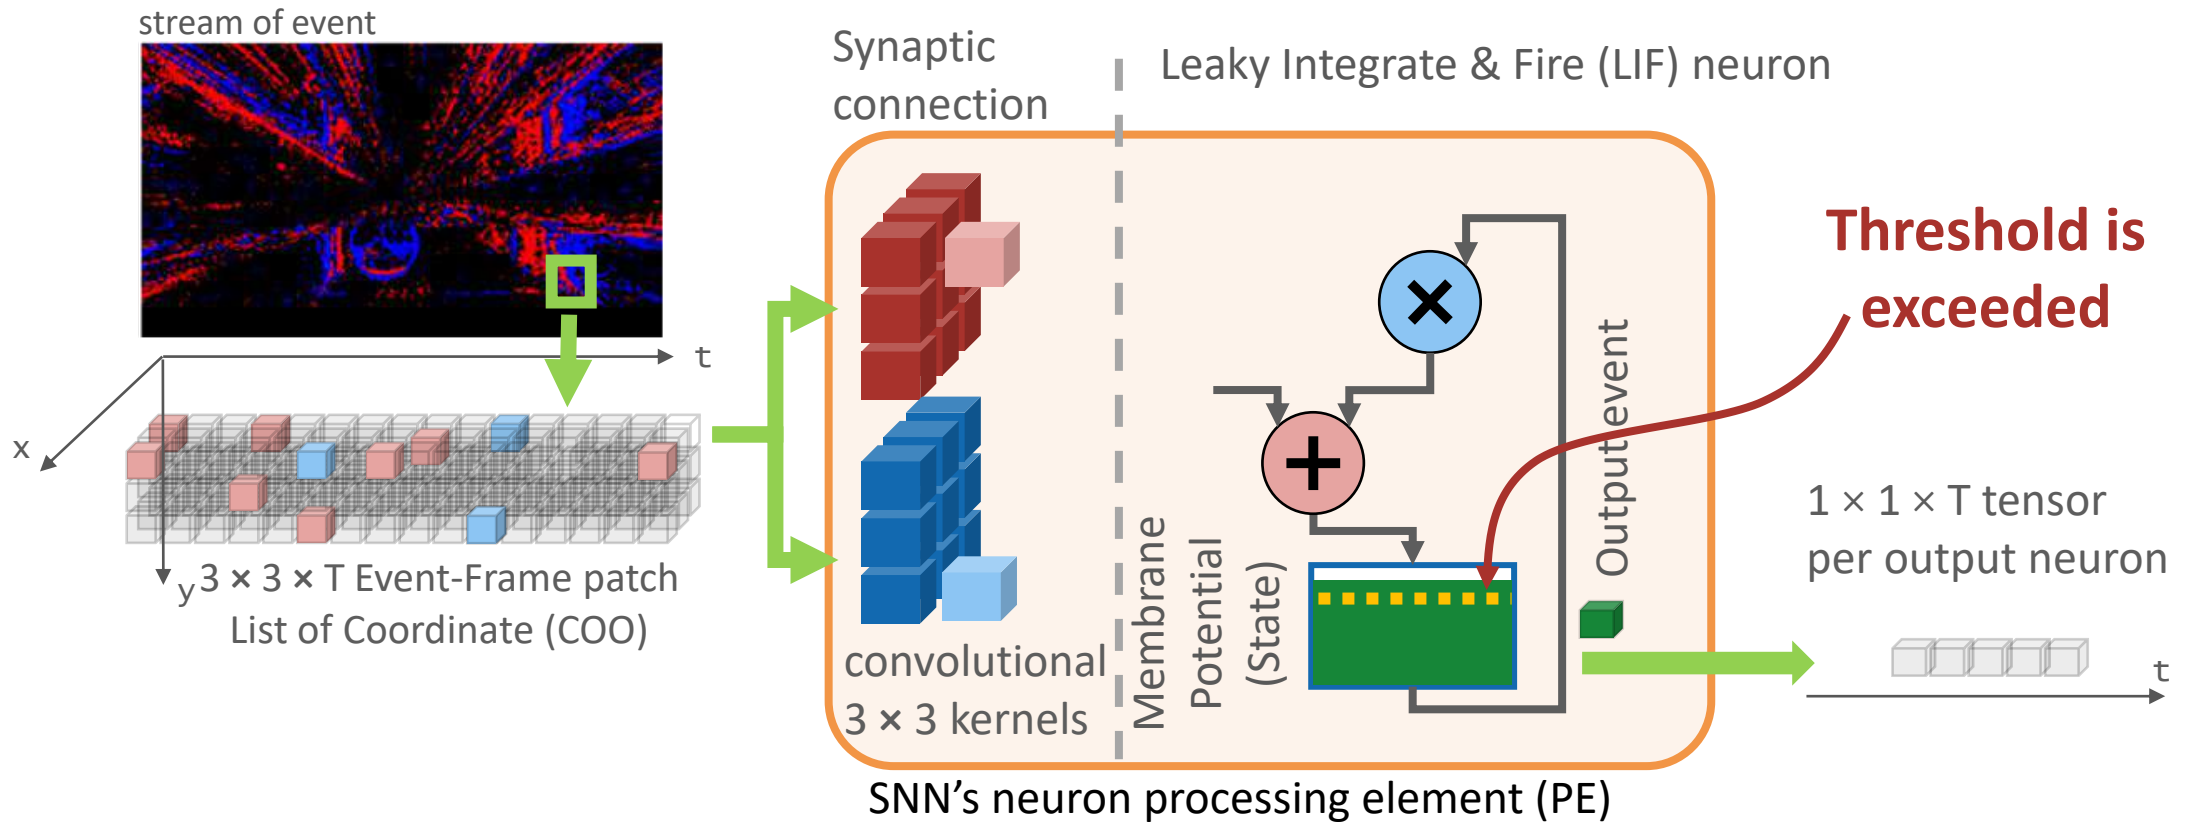 stream of event
t
x
y
3 × 3 × T Event-Frame patch
List of Coordinate (COO)
Synaptic
connection
convolutional
3 × 3 kernels
Leaky Integrate & Fire (LIF) neuron
×
+
Membrane
Potential
(State)
Output event
Threshold is
exceeded
1 × 1 × T tensor
per output neuron
t
SNN's neuron processing element (PE)